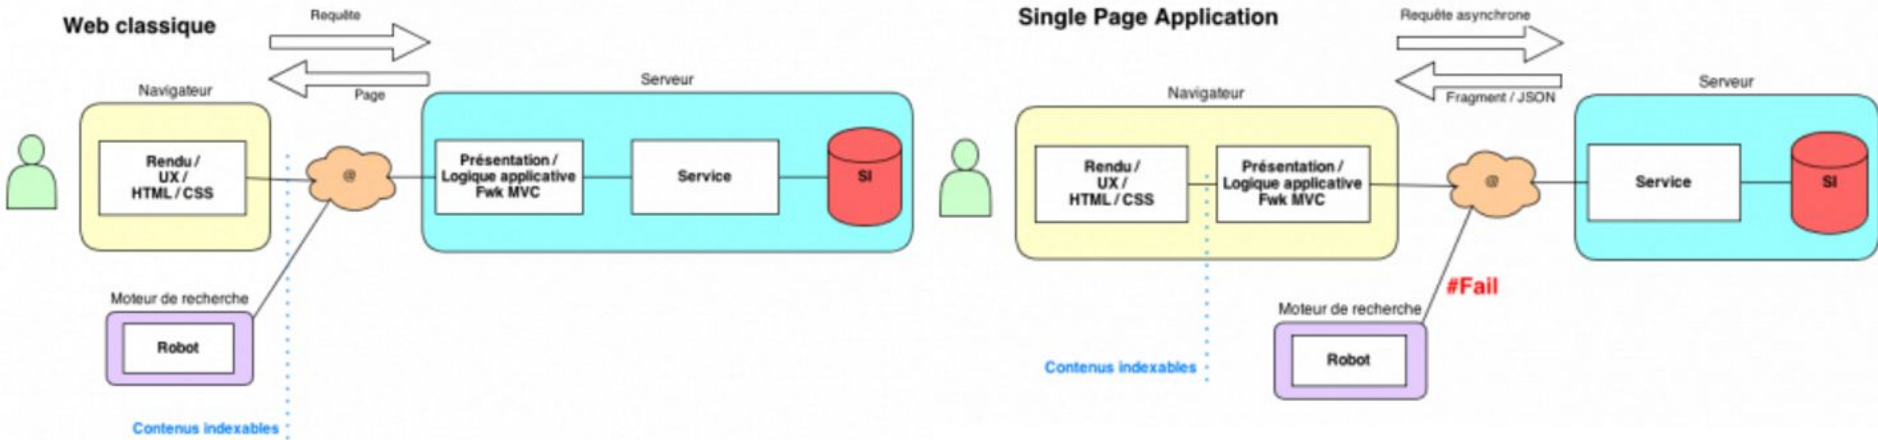 Web classique
Requête
Page
Navigateur
Serveur
Rendu /
UX /
HTML / CSS
@
Présentation /
Logique applicative
Fwk MVC
Service
SI
Moteur de recherche
Robot
Contenus indexables
Single Page Application
Requête asynchrone
Fragment / JSON
Navigateur
Serveur
Rendu /
UX /
HTML / CSS
Présentation /
Logique applicative
Fwk MVC
@
Service
SI
#Fail
Moteur de recherche
Robot
Contenus indexables